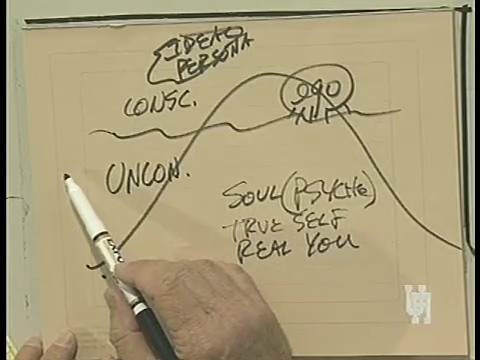 IDEAL
PERSONA
CONSC.
ego
UNCON.
SOUL (PSYCHE)
TRUE SELF
REAL YOU